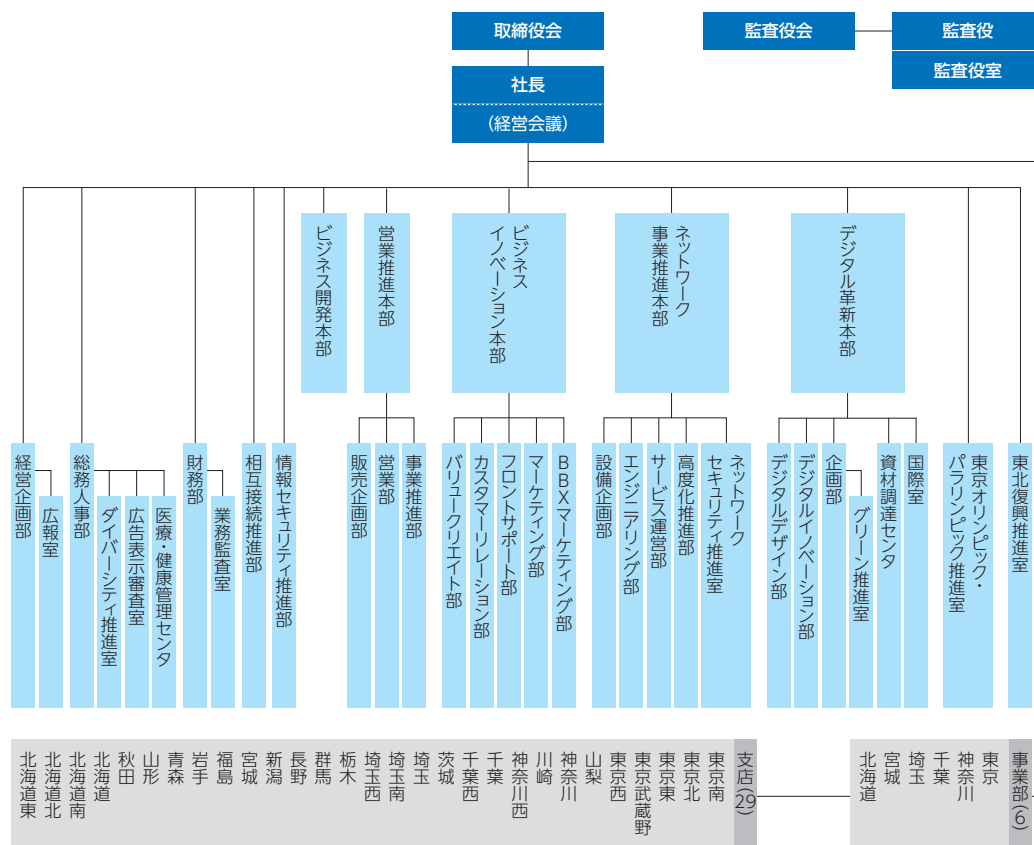 取締役会
社長
(経営会議)
監査役会
監査役
監査役室
ビジネス開発本部
営業推進本部
ビジネス
イノベーション本部
ネットワーク
事業推進本部
デジタル革新本部
経営企画部
広報室
総務人事部
ダイバーシティ推進室
広告表示審査室
医療・健康管理センタ
財務部
業務監査室
相互接続推進部
情報セキュリティ推進部
販売企画部
営業部
事業推進部
バリュークリエイト部
カスタマーリレーション部
フロントサポート部
マーケティング部
BBXマーケティング部
設備企画部
エンジニアリング部
サービス運営部
高度化推進部
ネットワーク
セキュリティ推進室
デジタルデザイン部
デジタルイノベーション部
企画部
グリーン推進室
資材調達センタ
国際室
東京オリンピック・
パラリンピック推進室
東北復興推進室
北海道東
北海道北
北海道南
北海道
秋田
山形
青森
岩手
福島
宮城
新潟
長野
群馬
栃木
埼玉西
埼玉南
埼玉
茨城
千葉西
千葉
神奈川西
川崎
神奈川
山梨
東京西
東京武蔵野
東京東
東京北
東京南
支店(29)
北海道
宮城
埼玉
千葉
神奈川
東京
事業部(6)